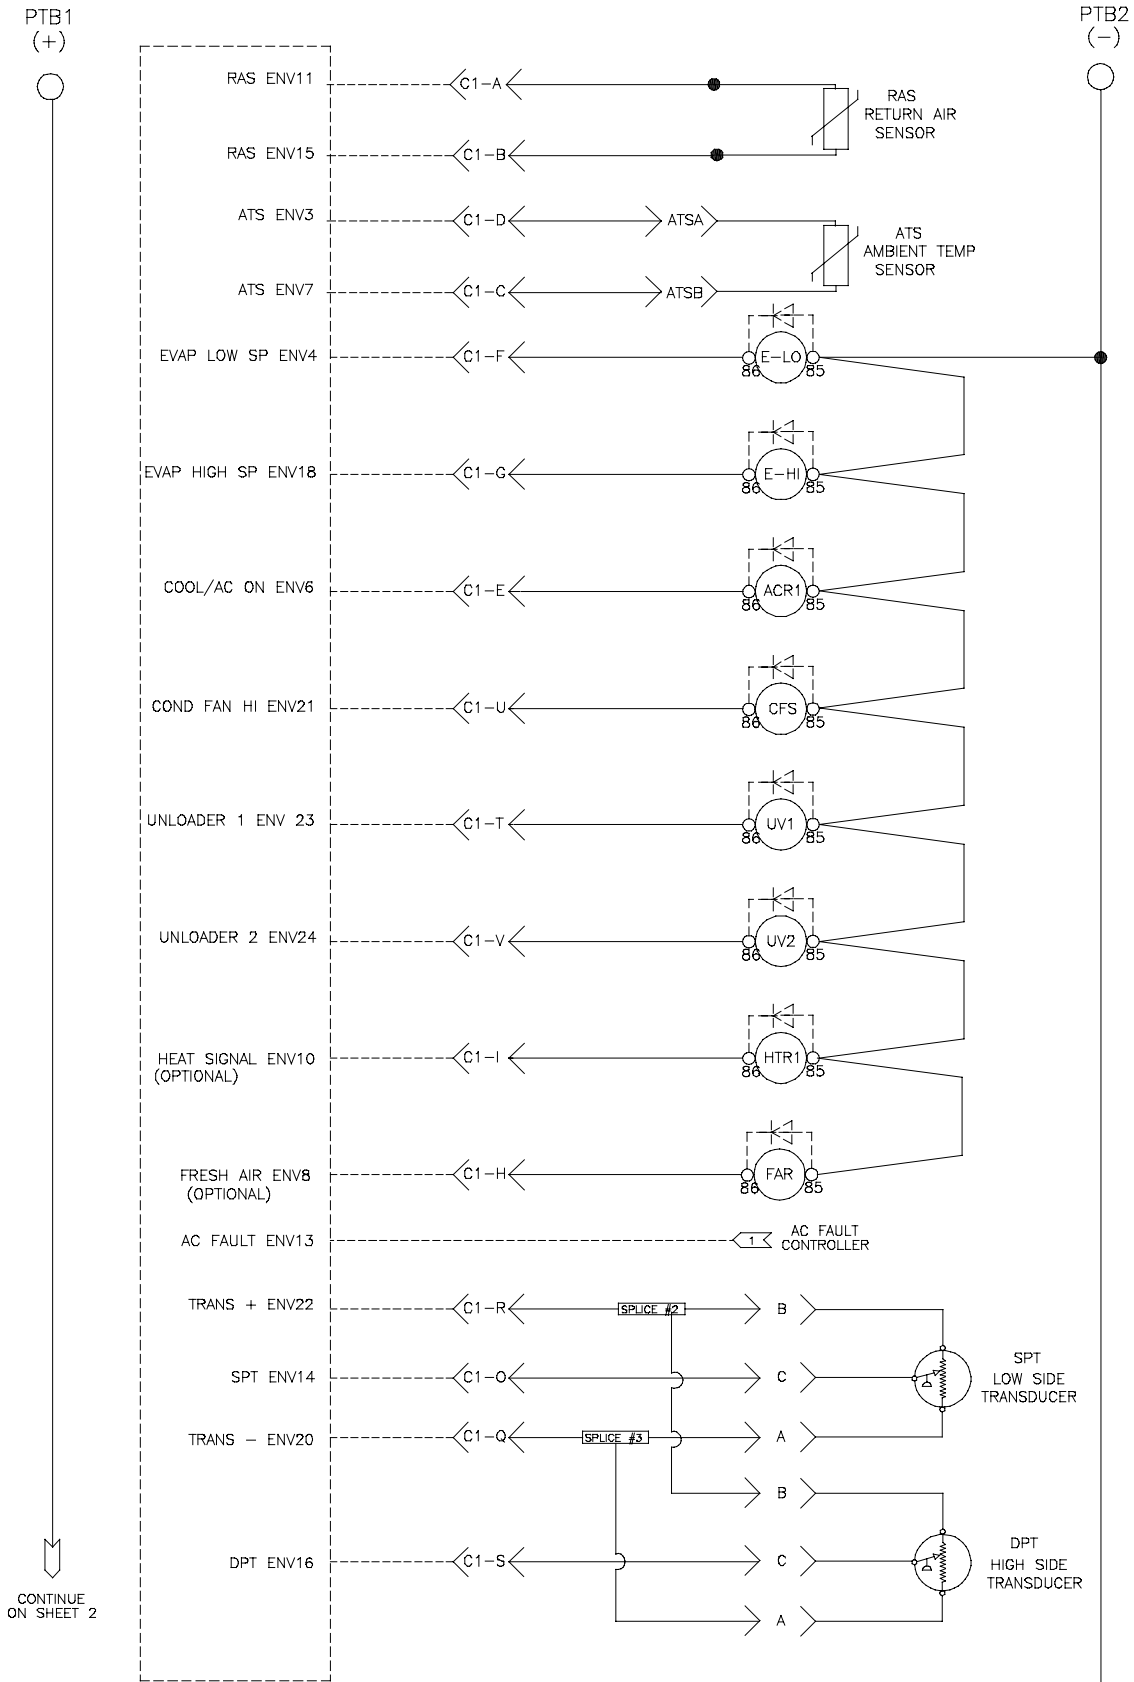 PTB1
(+)
PTB2
(-)
RAS ENV11
C1-A
RAS
RETURN AIR
SENSOR
RAS ENV15
C1-B
ATS ENV3
C1-D
ATSA
ATS
AMBIENT TEMP
SENSOR
ATS ENV7
C1-C
ATSB
EVAP LOW SP ENV4
C1-F
86
E-LO
85
EVAP HIGH SP ENV18
C1-G
86
E-HI
85
COOL/AC ON ENV6
C1-E
86
ACR1
85
COND FAN HI ENV21
C1-U
86
CFS
85
UNLOADER 1 ENV 23
C1-T
86
UV1
85
UNLOADER 2 ENV24
C1-V
86
UV2
85
HEAT SIGNAL ENV10
(OPTIONAL)
C1-I
86
HTR1
85
FRESH AIR ENV8
(OPTIONAL)
C1-H
86
FAR
85
AC FAULT ENV13
1
AC FAULT
CONTROLLER
TRANS + ENV22
C1-R
SPLICE #2
B
SPT ENV14
C1-O
C
SPT
LOW SIDE
TRANSDUCER
TRANS - ENV20
C1-Q
SPLICE #3
A
B
DPT ENV16
C1-S
C
DPT
HIGH SIDE
TRANSDUCER
A
CONTINUE
ON SHEET 2